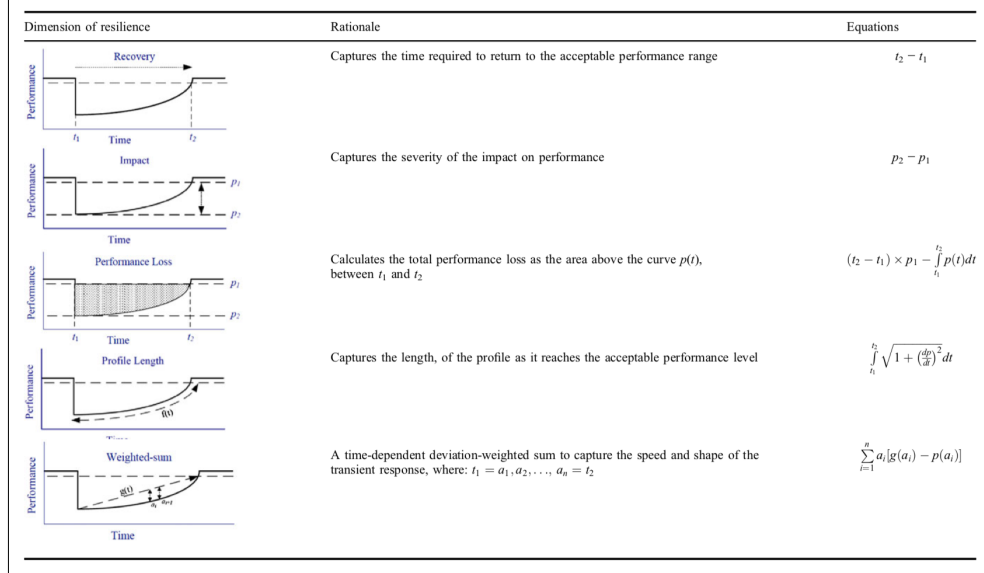 Dimension of resilience Rationale Equations
Recovery
Performance
t₁ Time t₂
Captures the time required to return to the acceptable performance range
t₂ − t₁
Impact
Performance
p₁
p₂
Time
Captures the severity of the impact on performance
p₂ − p₁
Performance Loss
Performance
p₁
p₂
t₁ Time t₂
Calculates the total performance loss as the area above the curve p(t),
between t₁ and t₂
(t₂ − t₁) × p₁ − ∫_{t₁}^{t₂} p(t)dt
Profile Length
Performance
f(t)
Captures the length, of the profile as it reaches the acceptable performance level
∫_{t₁}^{t₂} √(1 + (dp/dt)²) dt
Weighted-sum
Performance
g(t)
Time
A time-dependent deviation-weighted sum to capture the speed and shape of the
transient response, where: t₁ = a₁, a₂, . . ., aₙ = t₂
∑_{i=1}^{n} aᵢ[g(aᵢ) − p(aᵢ)]